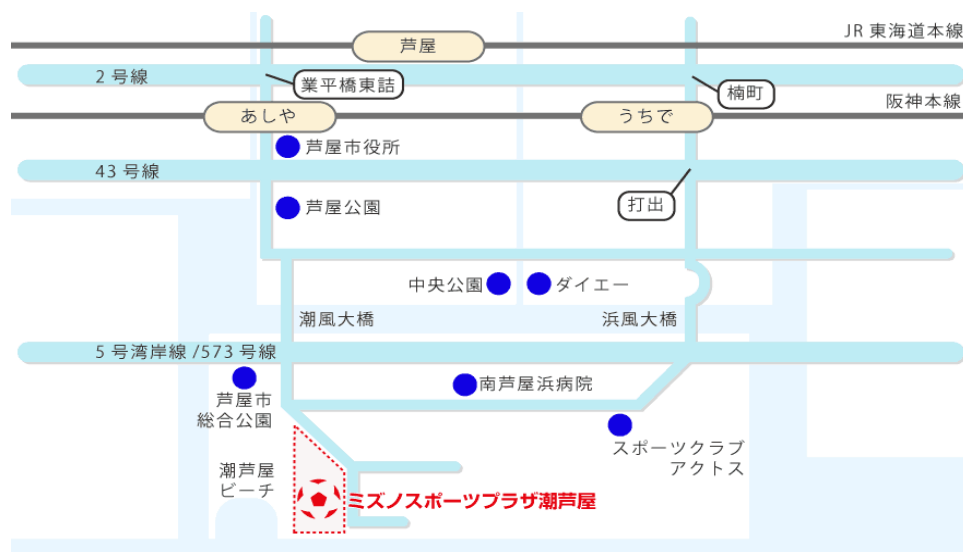 JR 東海道本線
芦屋
2 号線
業平橋東詰
楠町
阪神本線
あしや
うちで
芦屋市役所
43 号線
打出
芦屋公園
中央公園
ダイエー
潮風大橋
浜風大橋
5 号湾岸線 /573 号線
南芦屋浜病院
芦屋市
総合公園
スポーツクラブ
アクトス
潮芦屋
ビーチ
ミズノスポーツプラザ潮芦屋